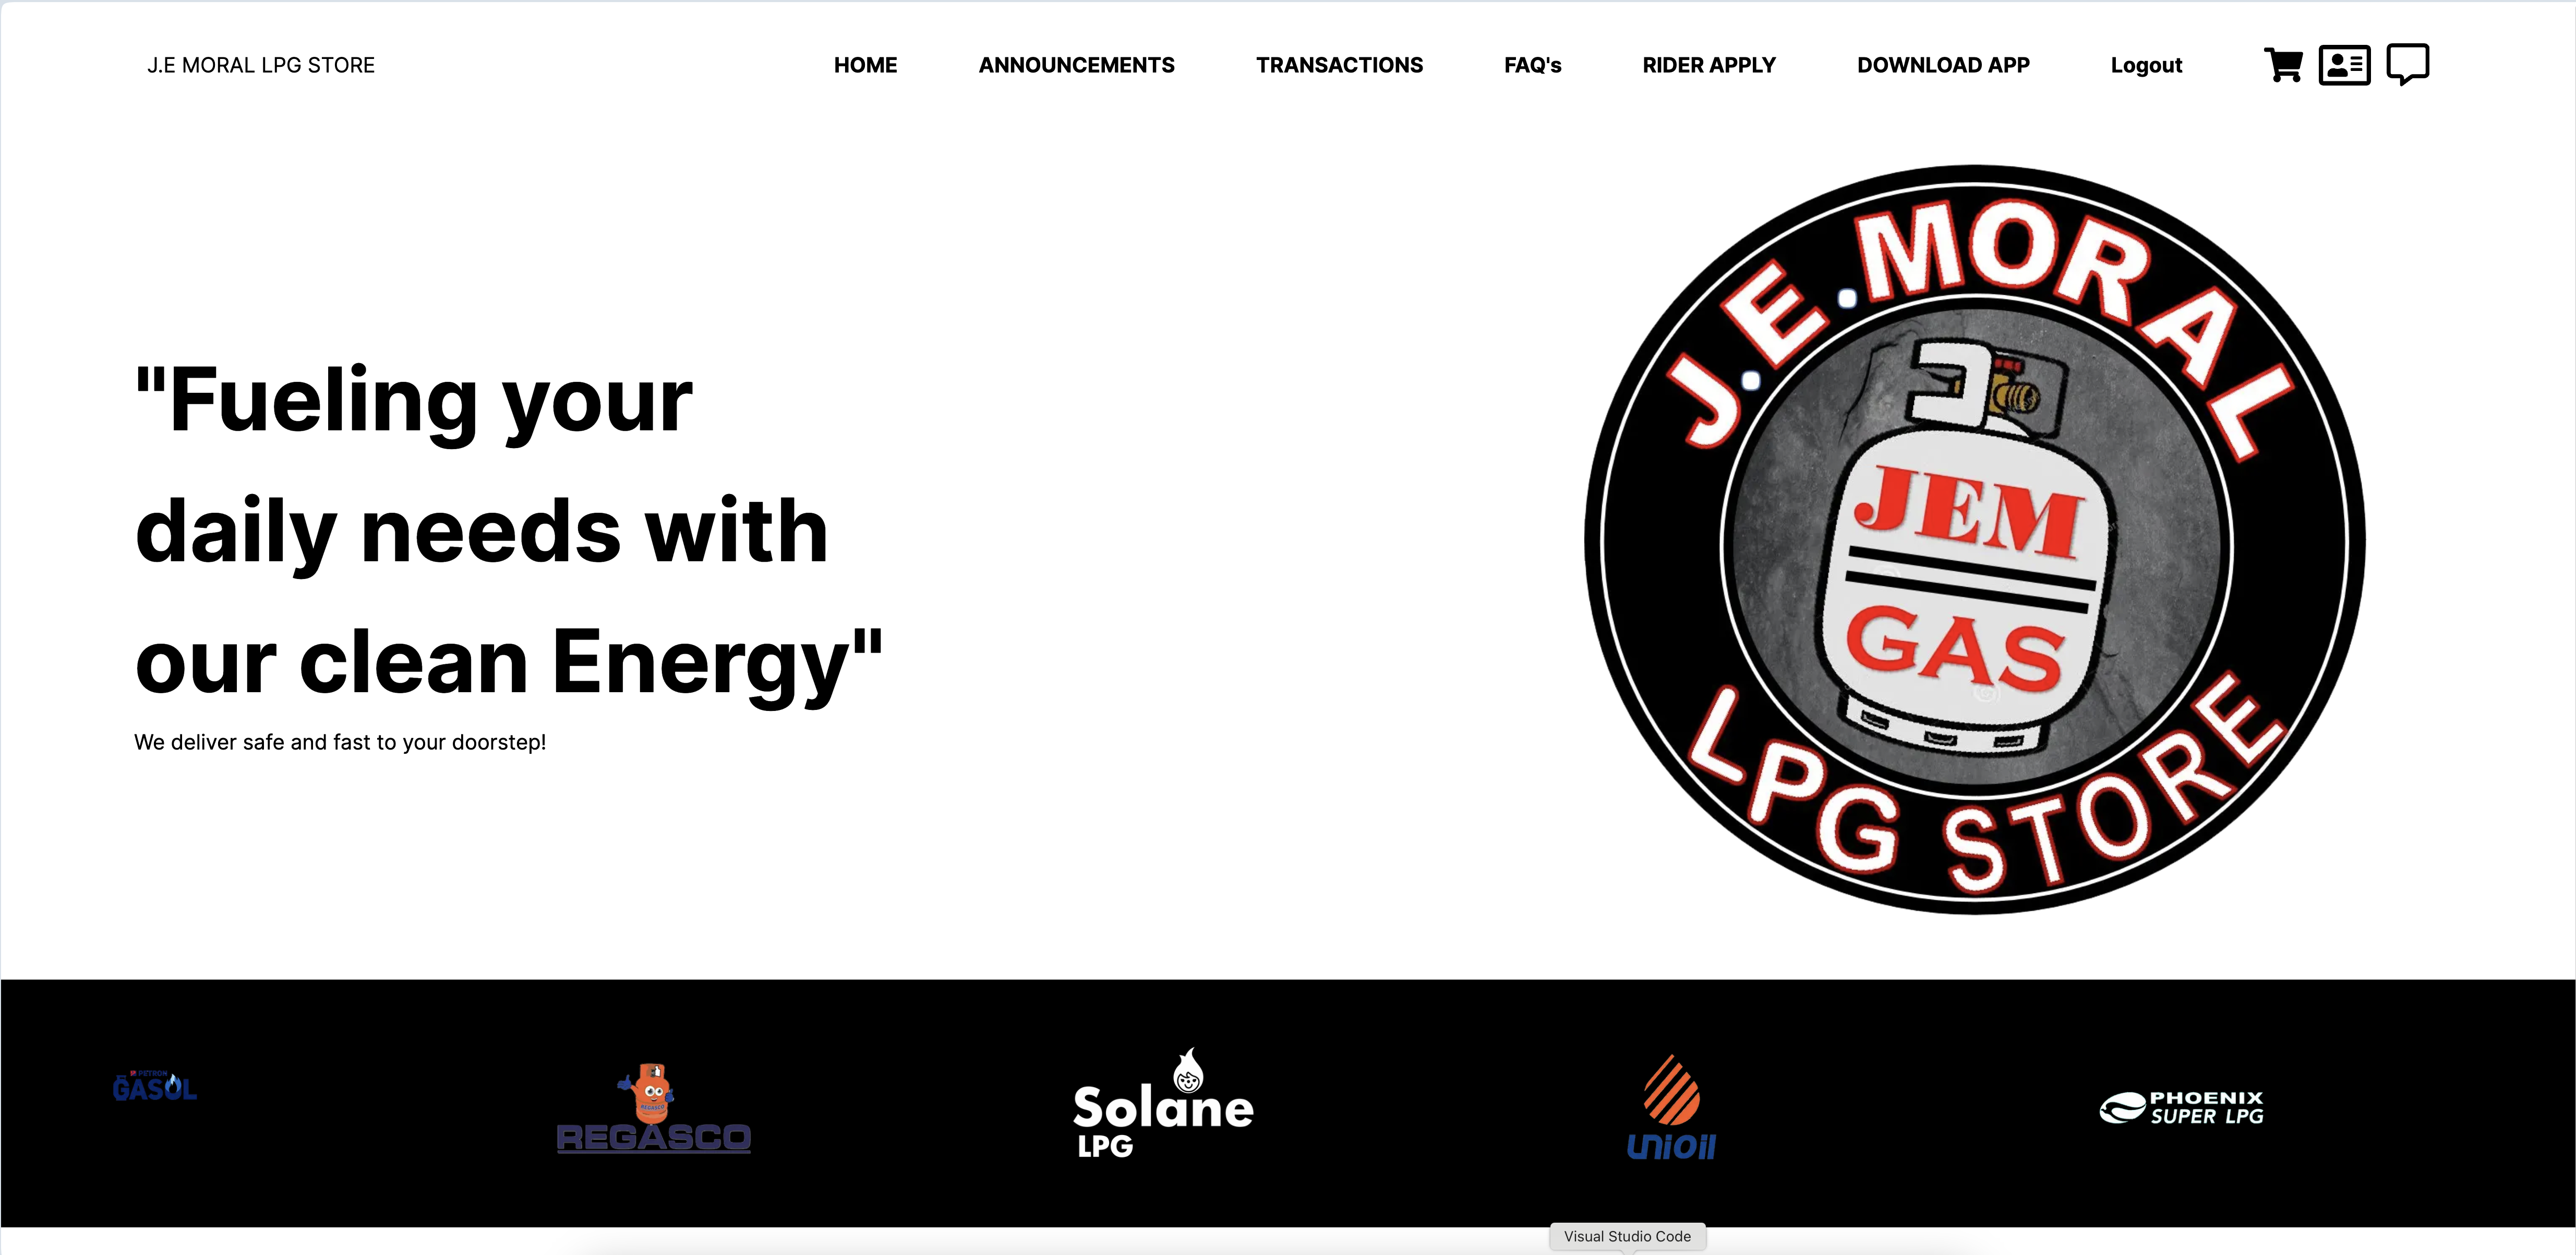 J.E MORAL LPG STORE
HOME ANNOUNCEMENTS TRANSACTIONS FAQ's RIDER APPLY DOWNLOAD APP Logout
"Fueling your
daily needs with
our clean Energy"
We deliver safe and fast to your doorstep!
J.E.MORAL
JEM
GAS
LPG STORE
PETRON
GASUL
REGASCO
REGASCO
Solane
LPG
unioil
PHOENIX
SUPER LPG
Visual Studio Code